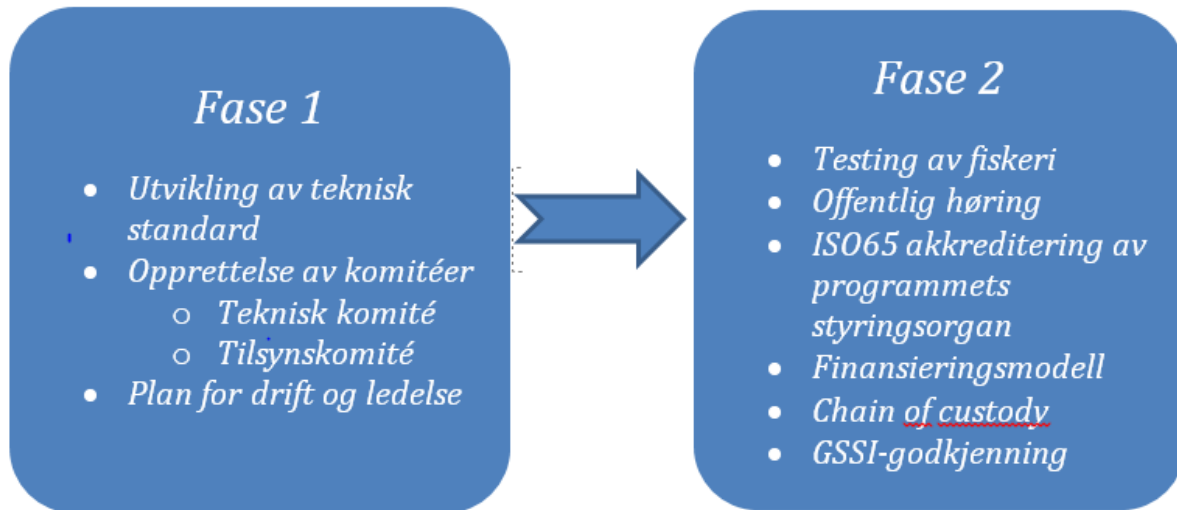 Fase 1
• Utvikling av teknisk
standard
• Opprettelse av komitéer
o Teknisk komité
o Tilsynskomité
• Plan for drift og ledelse
Fase 2
• Testing av fiskeri
• Offentlig høring
• ISO65 akkreditering av
programmets
styringsorgan
• Finansieringsmodell
• Chain of custody
• GSSI-godkjenning